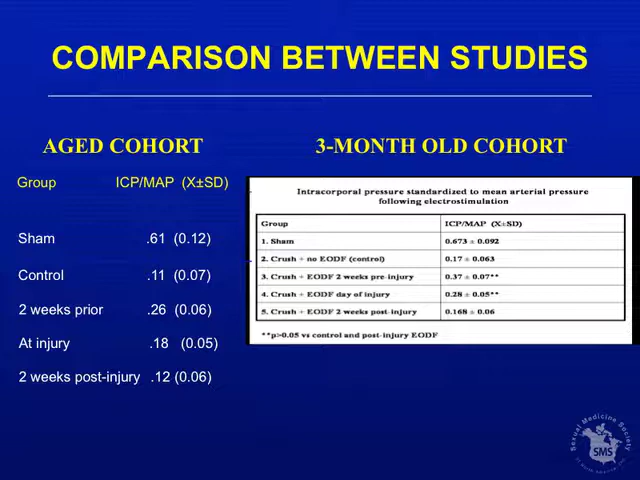 COMPARISON BETWEEN STUDIES
AGED COHORT
Group ICP/MAP (X±SD)
Sham .61 (0.12)
Control .11 (0.07)
2 weeks prior .26 (0.06)
At injury .18 (0.05)
2 weeks post-injury .12 (0.06)
3-MONTH OLD COHORT
Intracorporal pressure standardized to mean arterial pressure
following electrostimulation
Group ICP/MAP (X±SD)
1. Sham 0.673 ± 0.092
2. Crush + no EODF (control) 0.17 ± 0.063
3. Crush + EODF 2 weeks pre-injury 0.37 ± 0.07**
4. Crush + EODF day of injury 0.28 ± 0.05**
5. Crush + EODF 2 weeks post-injury 0.168 ± 0.06
**p>0.05 vs control and post-injury EODF
Sexual Medicine Society
SMS